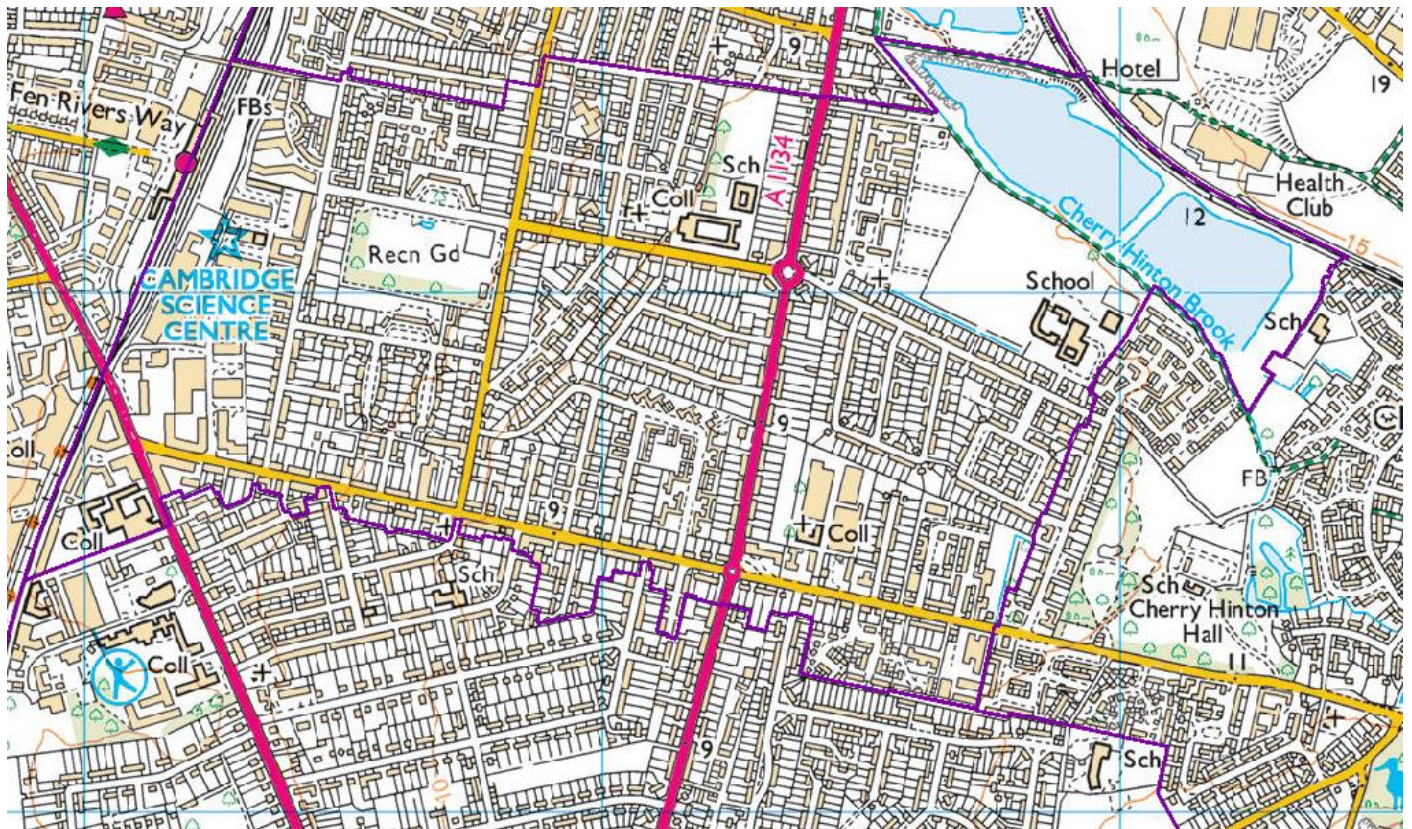 9
Hotel
19
Fen Rivers Way
FBs
Sch
A 1134
Coll
Health
Club
12
Cherry Hinton Brook
15
Recn Gd
CAMBRIDGE
SCIENCE
CENTRE
School
Sch
9
oll
FB
9
Coll
Coll
Sch
Sch
Cherry Hinton
Hall
Coll
11
9
Sch
10